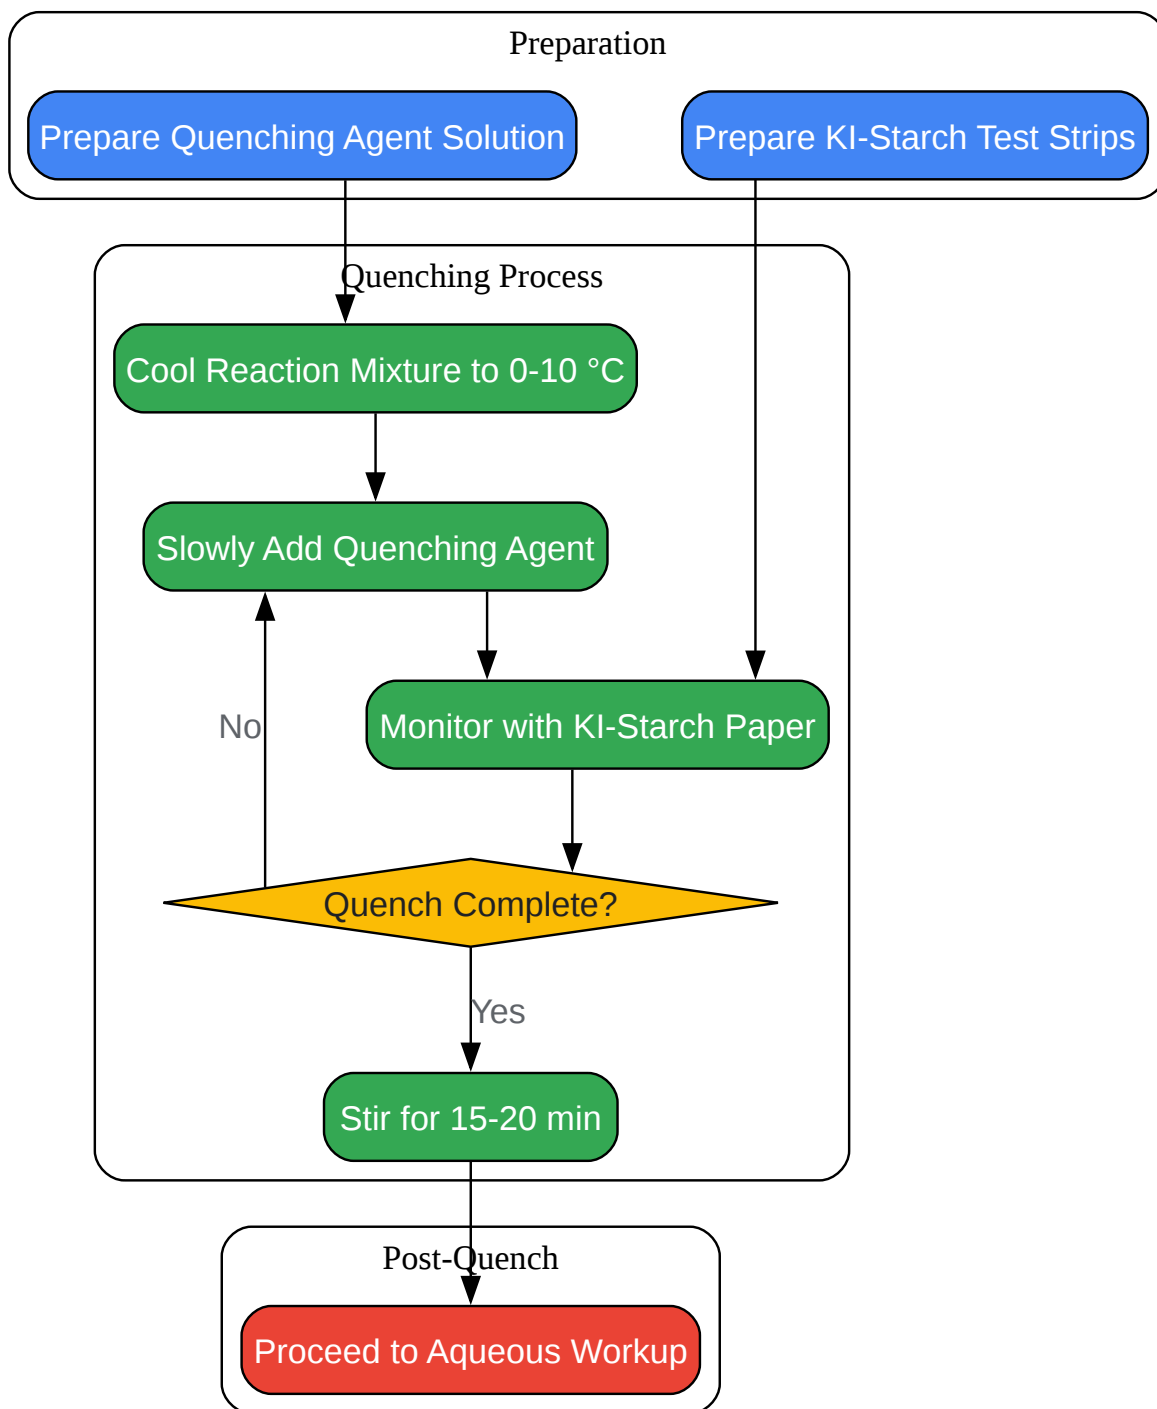 Preparation
Prepare Quenching Agent Solution
Prepare KI-Starch Test Strips
Quenching Process
Cool Reaction Mixture to 0-10 °C
Slowly Add Quenching Agent
No
Monitor with KI-Starch Paper
Quench Complete?
Yes
Stir for 15-20 min
Post-Quench
Proceed to Aqueous Workup